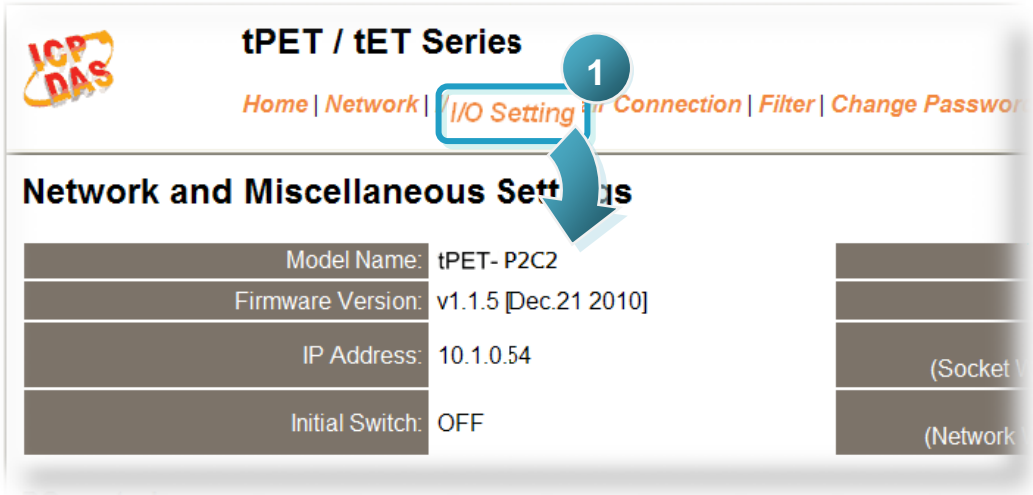 ICP DAS
tPET / tET Series
1
Home | Network | I/O Setting Connection | Filter | Change Passwor
Network and Miscellaneous Sett gs
Model Name: tPET- P2C2
Firmware Version: v1.1.5 [Dec.21 2010]
IP Address: 10.1.0.54
(Socket
Initial Switch: OFF
(Network